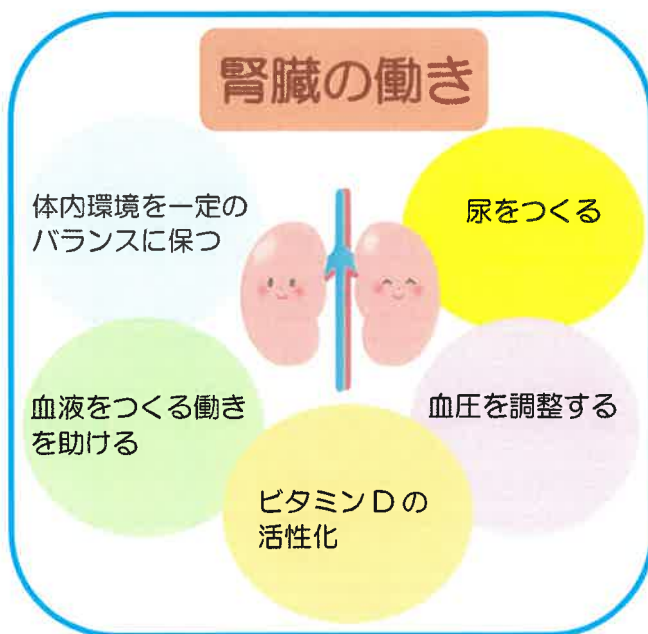 腎臓の働き
体内環境を一定の
バランスに保つ
尿をつくる
血液をつくる働き
を助ける
血圧を調整する
ビタミンDの
活性化